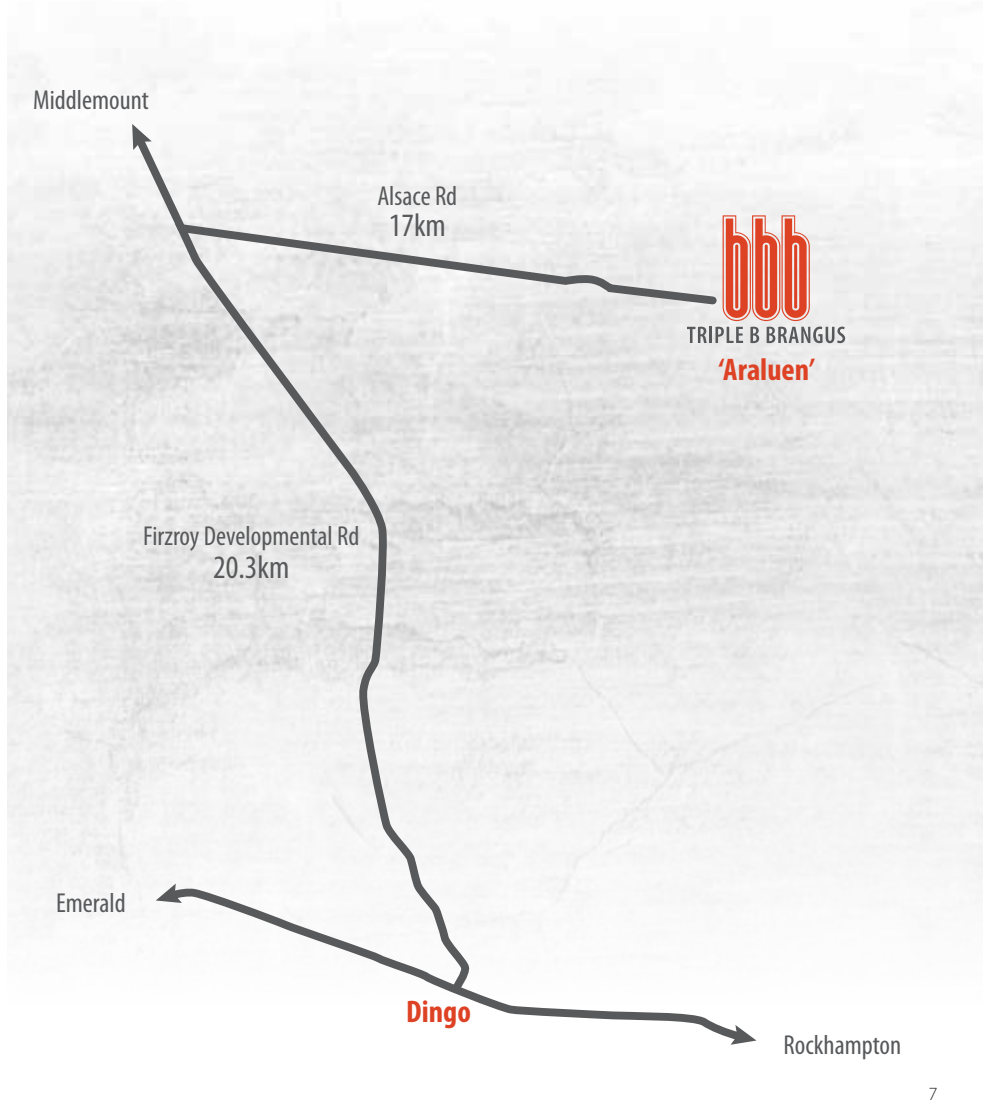 Middlemount
Alsace Rd
17km
bbb
TRIPLE B BRANGUS
‘Araluen’
Firzroy Developmental Rd
20.3km
Emerald
Dingo
Rockhampton
7